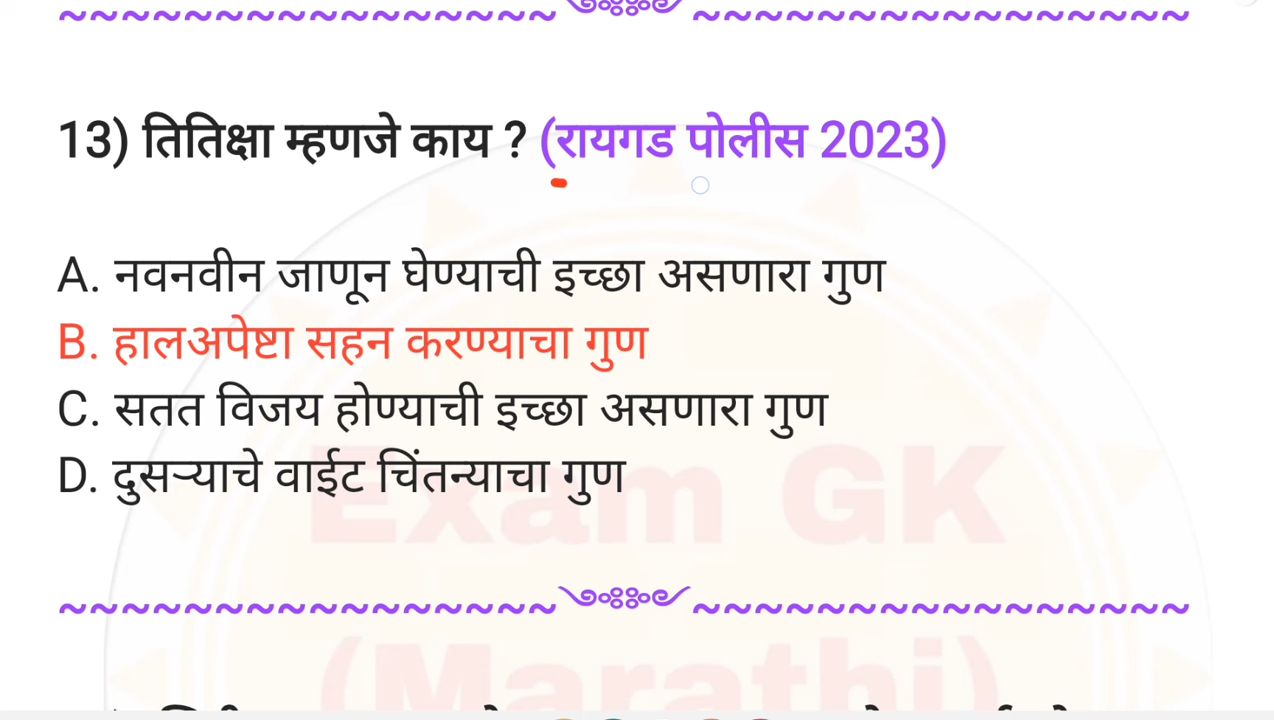 13) तितिक्षा म्हणजे काय ? (रायगड पोलीस 2023)
A. नवनवीन जाणून घेण्याची इच्छा असणारा गुण
B. हालअपेष्टा सहन करण्याचा गुण
C. सतत विजय होण्याची इच्छा असणारा गुण
D. दुसऱ्याचे वाईट चिंतन्याचा गुण
Exam GK
(Marathi)